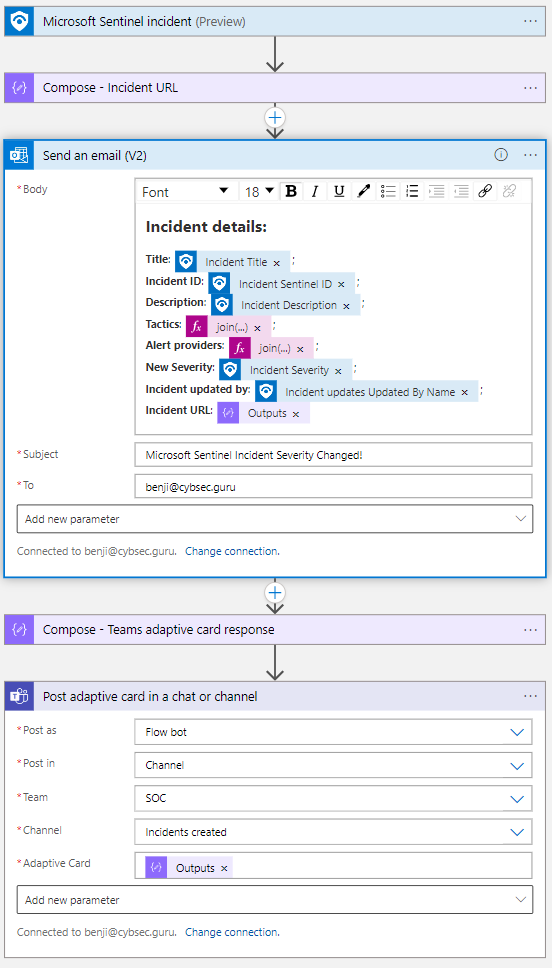 Microsoft Sentinel incident (Preview)
Compose - Incident URL
Send an email (V2)
*Body
Font 18 B I U
Incident details:
Title: Incident Title × ;
Incident ID: Incident Sentinel ID × ;
Description: Incident Description × ;
Tactics: fx join(...) × ;
Alert providers: fx join(...) × ;
New Severity: Incident Severity × ;
Incident updated by: Incident updates Updated By Name × ;
Incident URL: Outputs ×
*Subject Microsoft Sentinel Incident Severity Changed!
*To benji@cybsec.guru
Add new parameter
Connected to benji@cybsec.guru. Change connection.
Compose - Teams adaptive card response
Post adaptive card in a chat or channel
*Post as Flow bot
*Post in Channel
*Team SOC
*Channel Incidents created
*Adaptive Card Outputs ×
Add new parameter
Connected to benji@cybsec.guru. Change connection.